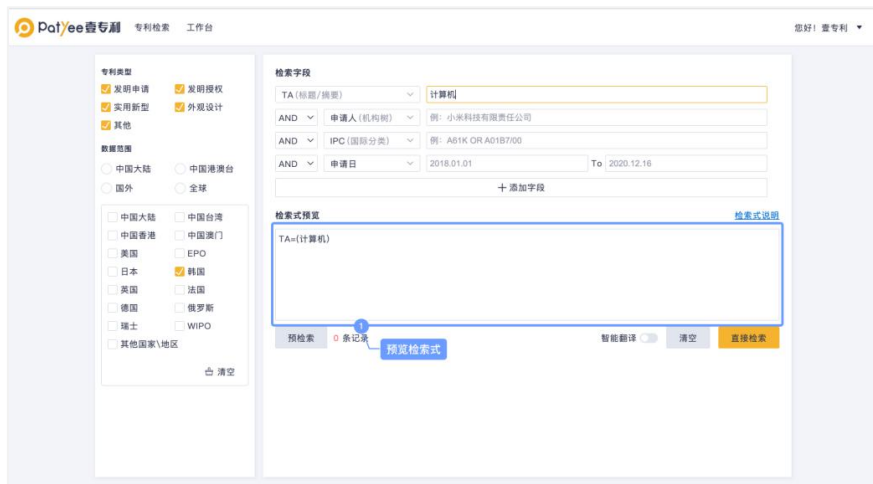 Patyee壹专利 专利检索 工作台 您好！壹专利
专利类型
发明申请 发明授权
实用新型 外观设计
其他
数据范围
中国大陆 中国港澳台
国外 全球
中国大陆 中国台湾
中国香港 中国澳门
美国 EPO
日本 韩国
英国 法国
德国 俄罗斯
瑞士 WIPO
其他国家\地区
清空
检索字段
TA(标题/摘要) 计算机
AND 申请人(机构树) 例：小米科技有限责任公司
AND IPC(国际分类) 例：A61K OR A01B7/00
AND 申请日 2018.01.01 To 2020.12.16
十添加字段
检索式预览 检索式说明
TA=(计算机)
预检索 0 条记录 智能翻译 清空 直接检索
1
预览检索式